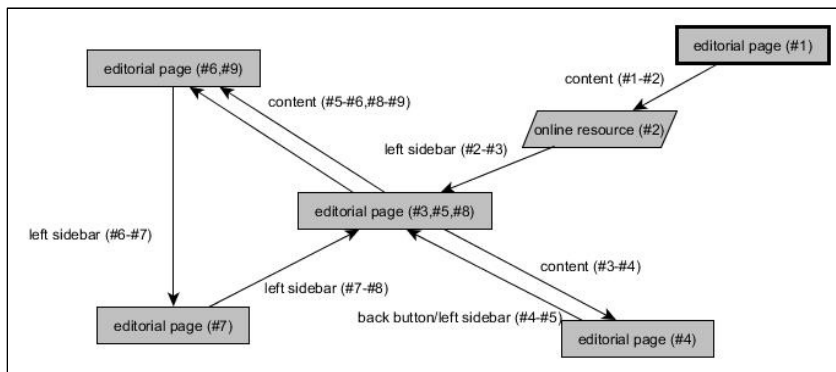 editorial page (#1)
editorial page (#6,#9)
content (#1-#2)
content (#5-#6,#8-#9)
online resource (#2)
left sidebar (#2-#3)
editorial page (#3,#5,#8)
left sidebar (#6-#7)
content (#3-#4)
left sidebar (#7-#8)
back button/left sidebar (#4-#5)
editorial page (#7)
editorial page (#4)